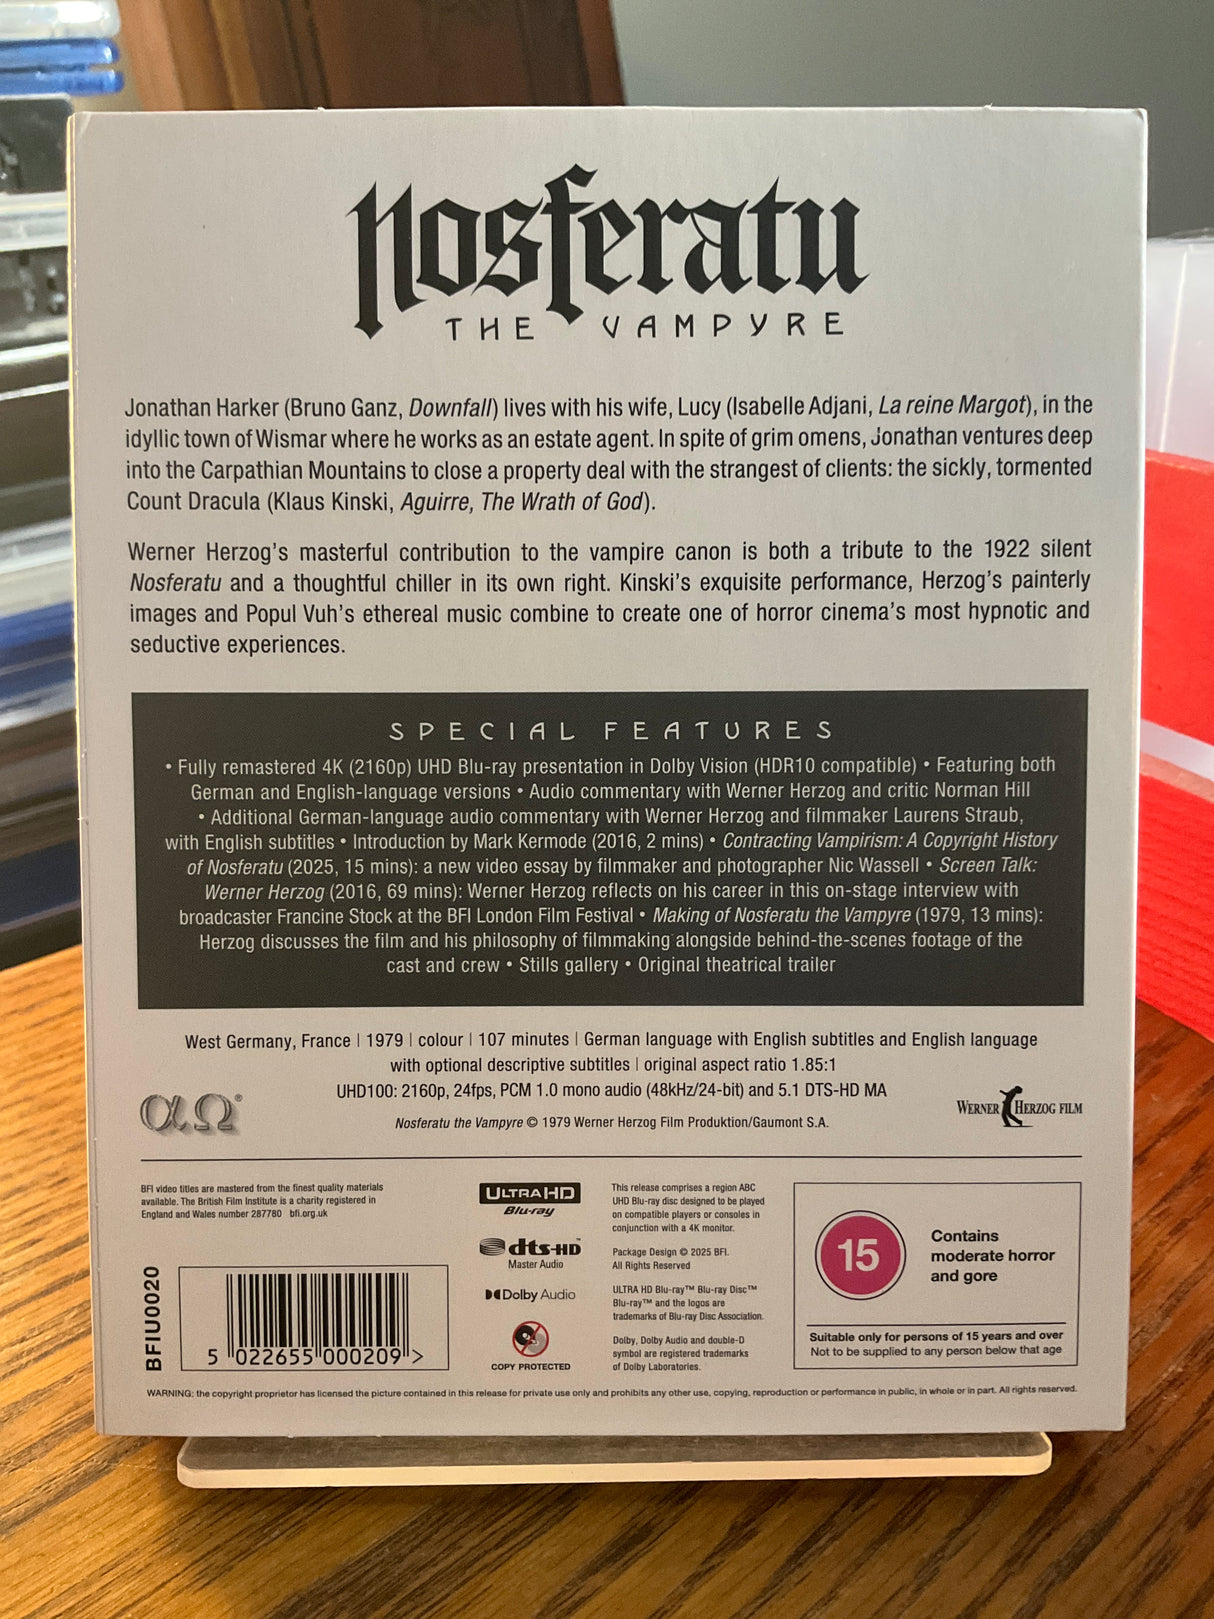 Nosferatu
THE VAMPYRE
Jonathan Harker (Bruno Ganz, Downfall) lives with his wife, Lucy (Isabelle Adjani, La reine Margot), in the
idyllic town of Wismar where he works as an estate agent. In spite of grim omens, Jonathan ventures deep
into the Carpathian Mountains to close a property deal with the strangest of clients: the sickly, tormented
Count Dracula (Klaus Kinski, Aguirre, The Wrath of God).
Werner Herzog's masterful contribution to the vampire canon is both a tribute to the 1922 silent
Nosferatu and a thoughtful chiller in its own right. Kinski's exquisite performance, Herzog's painterly
images and Popul Vuh's ethereal music combine to create one of horror cinema's most hypnotic and
seductive experiences.
SPECIAL FEATURES
• Fully remastered 4K (2160p) UHD Blu-ray presentation in Dolby Vision (HDR10 compatible) • Featuring both
German and English-language versions • Audio commentary with Werner Herzog and critic Norman Hill
• Additional German-language audio commentary with Werner Herzog and filmmaker Laurens Straub,
with English subtitles • Introduction by Mark Kermode (2016, 2 mins) • Contracting Vampirism: A Copyright History
of Nosferatu (2025, 15 mins): a new video essay by filmmaker and photographer Nic Wassell • Screen Talk:
Werner Herzog (2016, 69 mins): Werner Herzog reflects on his career in this on-stage interview with
broadcaster Francine Stock at the BFI London Film Festival • Making of Nosferatu the Vampyre (1979, 13 mins):
Herzog discusses the film and his philosophy of filmmaking alongside behind-the-scenes footage of the
cast and crew • Stills gallery • Original theatrical trailer
West Germany, France | 1979 | colour | 107 minutes | German language with English subtitles and English language
with optional descriptive subtitles | original aspect ratio 1.85:1
UHD100: 2160p, 24fps, PCM 1.0 mono audio (48kHz/24-bit) and 5.1 DTS-HD MA
Nosferatu the Vampyre © 1979 Werner Herzog Film Produktion/Gaumont S.A.
αΩ®
WERNER HERZOG FILM
BFI video titles are mastered from the finest quality materials
available. The British Film Institute is a charity registered in
England and Wales number 287780 bfi.org.uk
BFIU0020
5 022655 000209 >
ULTRA HD
Blu-ray
dts-HD™
Master Audio
Dolby Audio
COPY PROTECTED
This release comprises a region ABC
UHD Blu-ray disc designed to be played
on compatible players or consoles in
conjunction with a 4K monitor.
Package Design © 2025 BFI.
All Rights Reserved
ULTRA HD Blu-ray™ Blu-ray Disc™
Blu-ray™ and the logos are
trademarks of Blu-ray Disc Association.
Dolby, Dolby Audio and double-D
symbol are registered trademarks
of Dolby Laboratories.
15
Contains
moderate horror
and gore
Suitable only for persons of 15 years and over
Not to be supplied to any person below that age
WARNING: the copyright proprietor has licensed the picture contained in this release for private use only and prohibits any other use, copying, reproduction or performance in public, in whole or in part. All rights reserved.